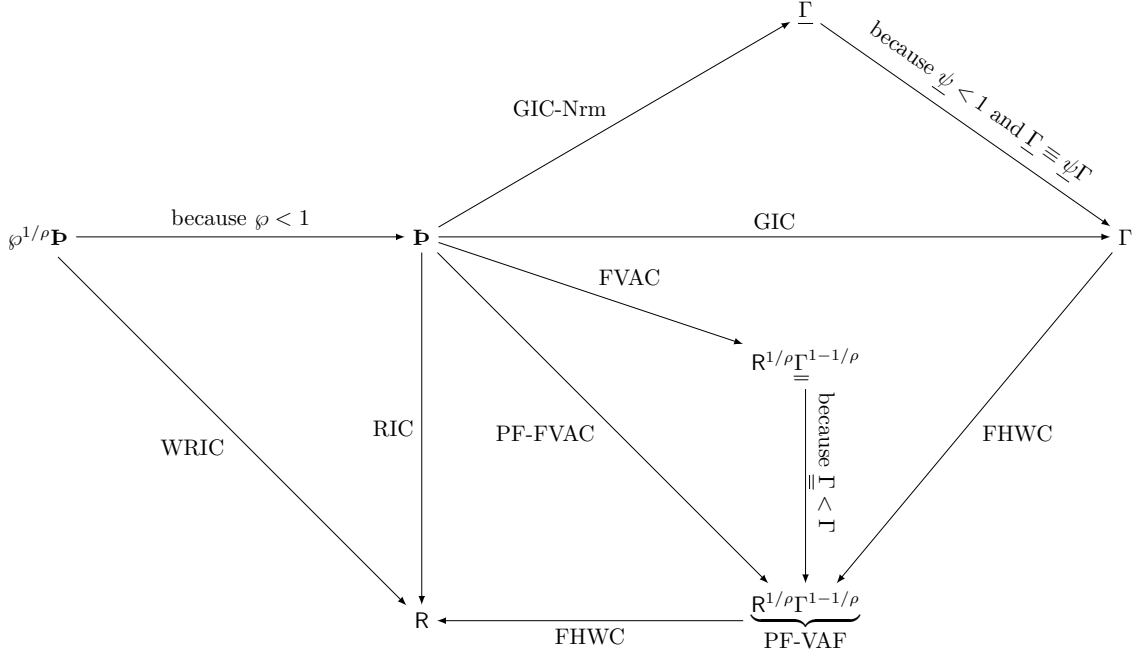 Γ̲
because ψ̲ < 1 and Γ̲ ≡ ψ̲Γ
GIC-Nrm
℘^{1/ρ}Þ
because ℘ < 1
Þ
GIC
Γ
FVAC
R^{1/ρ}Γ̳^{1−1/ρ}
WRIC
RIC
PF-FVAC
because Γ̳ < Γ
FHWC
R
FHWC
R^{1/ρ}Γ^{1−1/ρ}
PF-VAF